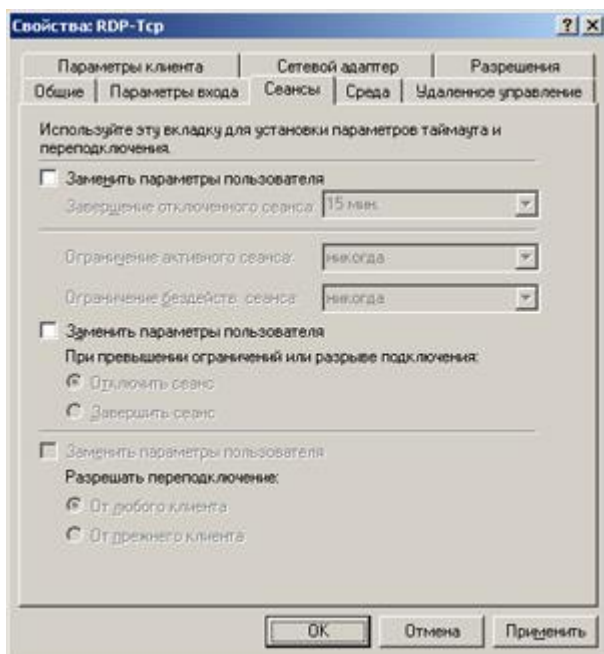 Свойства: RDP-Tcp
Параметры клиента
Сетевой адаптер
Разрешения
Общие
Параметры входа
Сеансы
Среда
Удаленное управление
Используйте эту вкладку для установки параметров таймаута и
переподключения.
Заменить параметры пользователя
Завершение отключенного сеанса: 15 мин.
Ограничение активного сеанса: никогда
Ограничение бездейств. сеанса: никогда
Заменить параметры пользователя
При превышении ограничений или разрыве подключения:
Отключить сеанс
Завершить сеанс
Заменить параметры пользователя
Разрешать переподключение:
От любого клиента
От прежнего клиента
ОК
Отмена
Применить